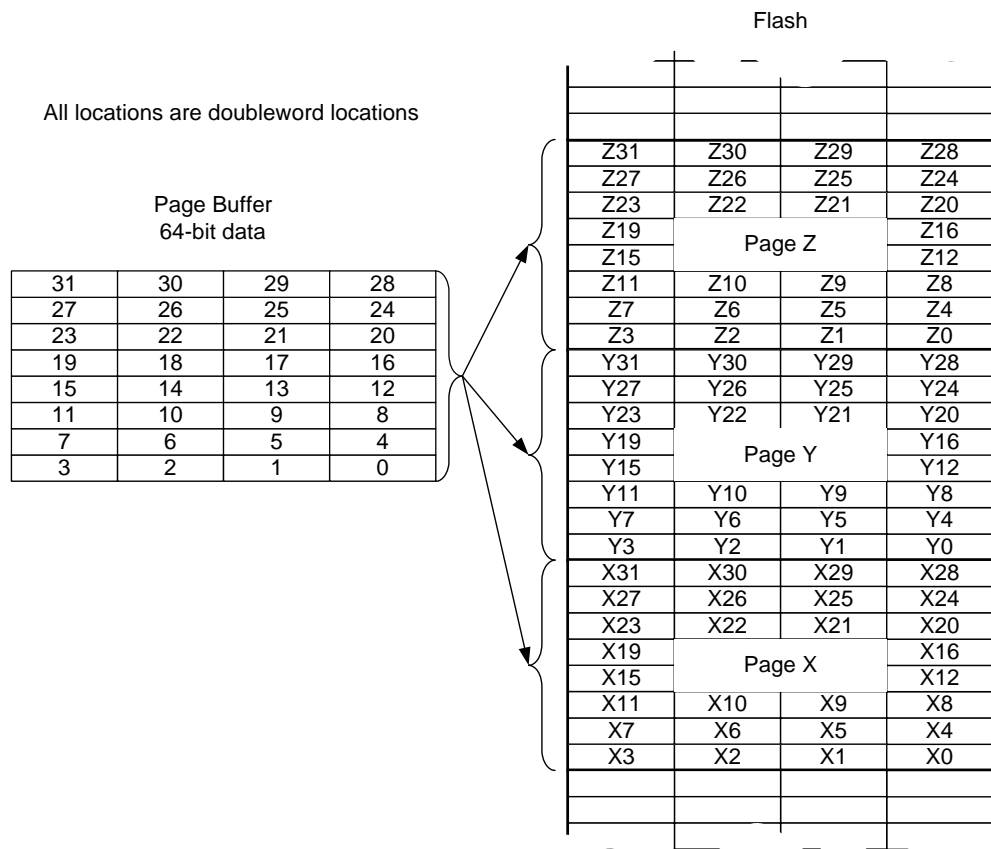 Flash
All locations are doubleword locations
Page Buffer
64-bit data
31 30 29 28
27 26 25 24
23 22 21 20
19 18 17 16
15 14 13 12
11 10 9 8
7 6 5 4
3 2 1 0
Z31 Z30 Z29 Z28
Z27 Z26 Z25 Z24
Z23 Z22 Z21 Z20
Z19 Z16
Page Z
Z15 Z12
Z11 Z10 Z9 Z8
Z7 Z6 Z5 Z4
Z3 Z2 Z1 Z0
Y31 Y30 Y29 Y28
Y27 Y26 Y25 Y24
Y23 Y22 Y21 Y20
Y19 Y16
Page Y
Y15 Y12
Y11 Y10 Y9 Y8
Y7 Y6 Y5 Y4
Y3 Y2 Y1 Y0
X31 X30 X29 X28
X27 X26 X25 X24
X23 X22 X21 X20
X19 X16
Page X
X15 X12
X11 X10 X9 X8
X7 X6 X5 X4
X3 X2 X1 X0